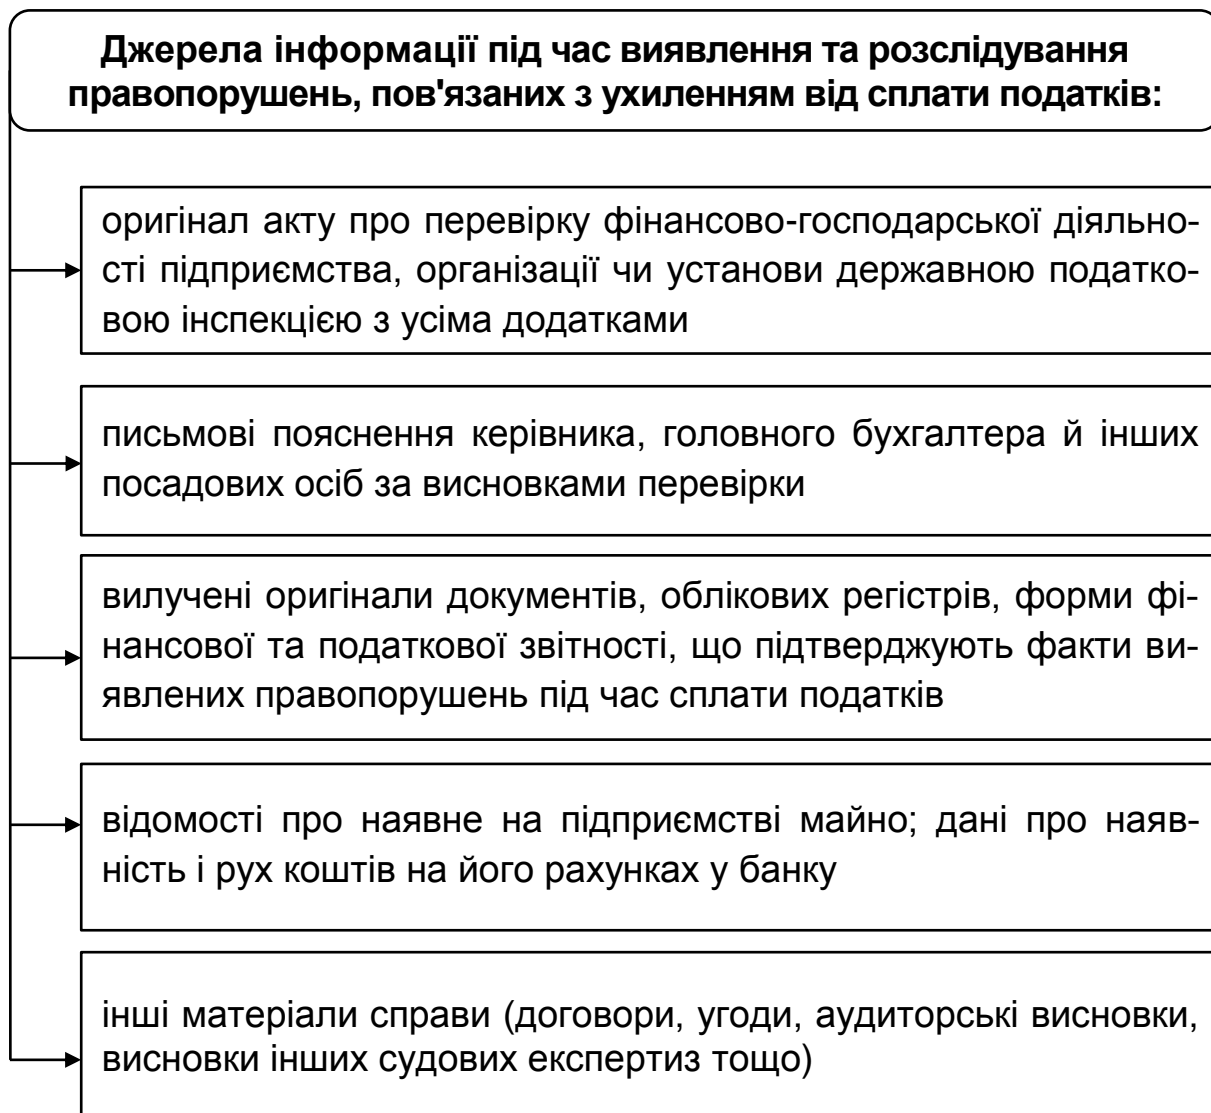 Джерела інформації під час виявлення та розслідування
правопорушень, пов'язаних з ухиленням від сплати податків:
оригінал акту про перевірку фінансово-господарської діяльно-
сті підприємства, організації чи установи державною податко-
вою інспекцією з усіма додатками
письмові пояснення керівника, головного бухгалтера й інших
посадових осіб за висновками перевірки
вилучені оригінали документів, облікових регістрів, форми фі-
нансової та податкової звітності, що підтверджують факти ви-
явлених правопорушень під час сплати податків
відомості про наявне на підприємстві майно; дані про наяв-
ність і рух коштів на його рахунках у банку
інші матеріали справи (договори, угоди, аудиторські висновки,
висновки інших судових експертиз тощо)